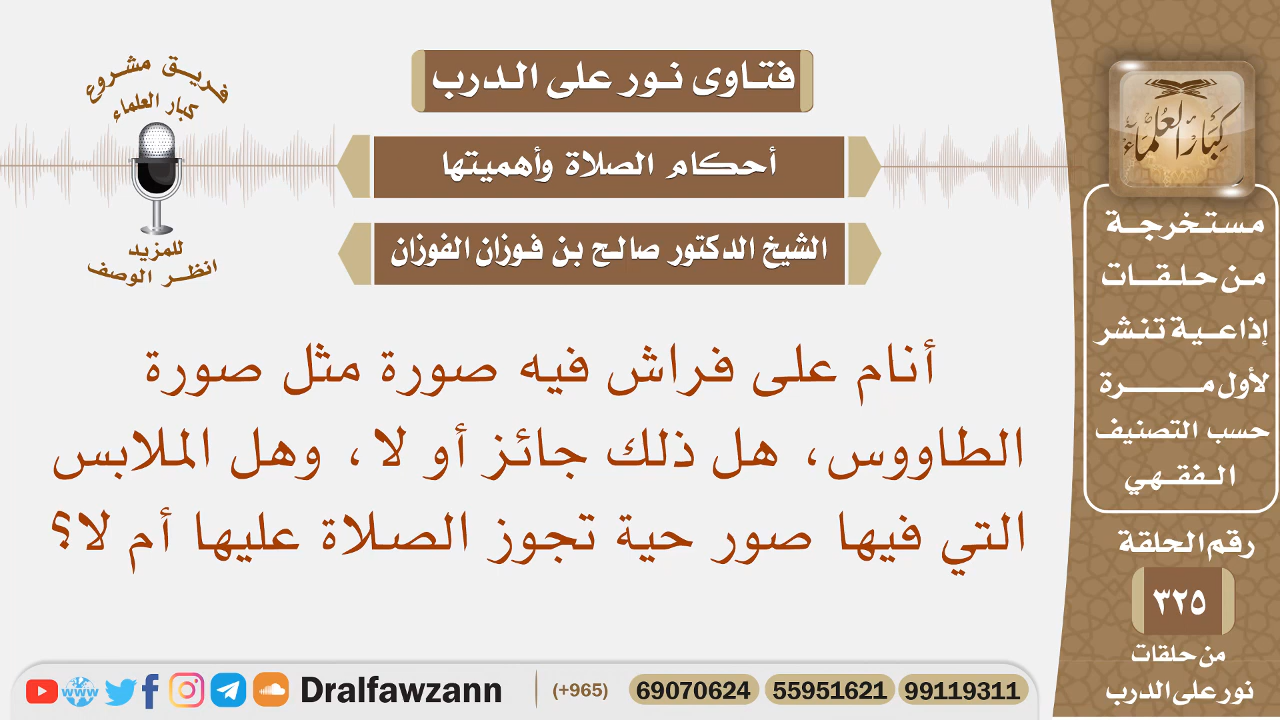 فتاوى نور على الدرب
أحكام الصلاة وأهميتها
الشيخ الدكتور صالح بن فوزان الفوزان
فريق مشروع
كبار العلماء
للمزيد
انظر الوصف
أنام على فراش فيه صورة مثل صورة
الطاووس، هل ذلك جائز أو لا، وهل الملابس
التي فيها صور حية تجوز الصلاة عليها أم لا؟
كبار العلماء
مستخرجة
من حلقات
إذاعية تنشر
لأول مرة
حسب التصنيف
الفقهي
رقم الحلقة
٣٢٥
من حلقات
نور على الدرب
www Dralfawzann (+965) 69070624 55951621 99119311